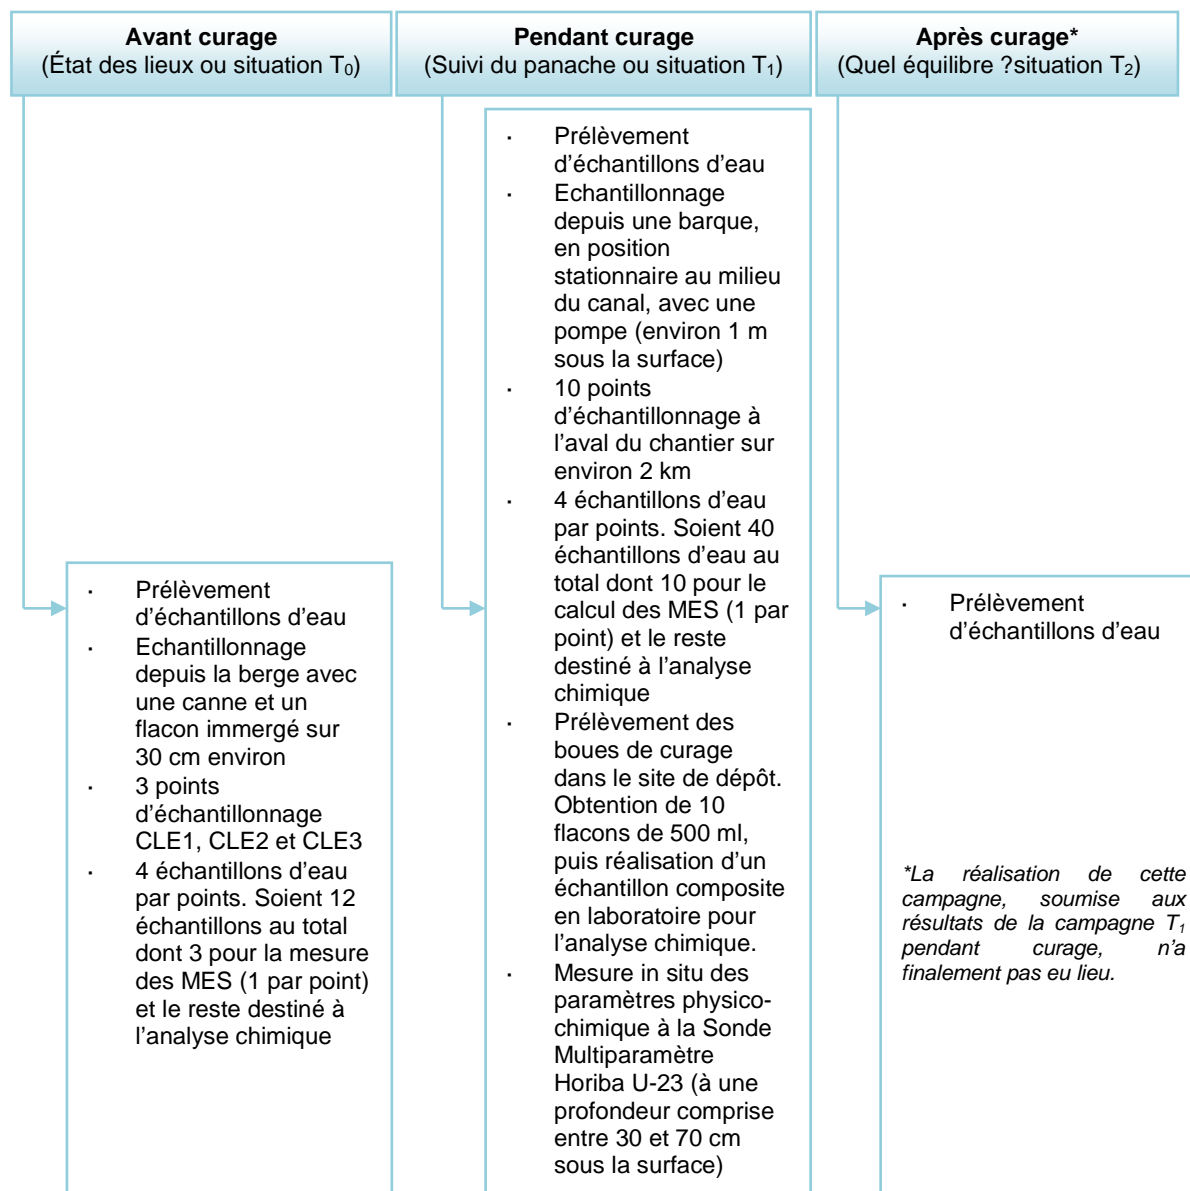 Avant curage
(État des lieux ou situation T₀)
Pendant curage
(Suivi du panache ou situation T₁)
Après curage*
(Quel équilibre ?situation T₂)
· Prélèvement
d’échantillons d’eau
· Echantillonnage
depuis la berge avec
une canne et un
flacon immergé sur
30 cm environ
· 3 points
d’échantillonnage
CLE1, CLE2 et CLE3
· 4 échantillons d’eau
par points. Soient 12
échantillons au total
dont 3 pour la mesure
des MES (1 par point)
et le reste destiné à
l’analyse chimique
· Prélèvement
d’échantillons d’eau
· Echantillonnage
depuis une barque,
en position
stationnaire au milieu
du canal, avec une
pompe (environ 1 m
sous la surface)
· 10 points
d’échantillonnage à
l’aval du chantier sur
environ 2 km
· 4 échantillons d’eau
par points. Soient 40
échantillons d’eau au
total dont 10 pour le
calcul des MES (1 par
point) et le reste
destiné à l’analyse
chimique
· Prélèvement des
boues de curage
dans le site de dépôt.
Obtention de 10
flacons de 500 ml,
puis réalisation d’un
échantillon composite
en laboratoire pour
l’analyse chimique.
· Mesure in situ des
paramètres physico-
chimique à la Sonde
Multiparamètre
Horiba U-23 (à une
profondeur comprise
entre 30 et 70 cm
sous la surface)
· Prélèvement
d’échantillons d’eau
*La réalisation de cette
campagne, soumise aux
résultats de la campagne T₁
pendant curage, n’a
finalement pas eu lieu.